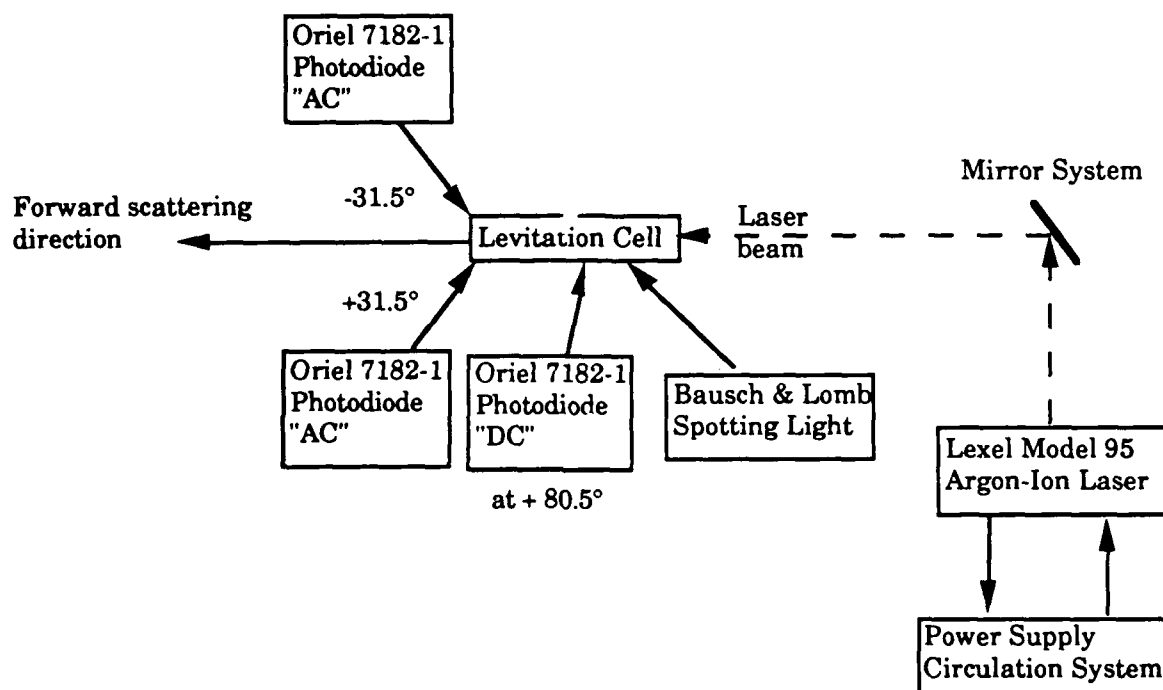 Oriel 7182-1
Photodiode
"AC"
Mirror System
-31.5°
Forward scattering
direction
Levitation Cell
Laser
beam
+31.5°
Oriel 7182-1
Photodiode
"AC"
Oriel 7182-1
Photodiode
"DC"
at + 80.5°
Bausch & Lomb
Spotting Light
Lexel Model 95
Argon-Ion Laser
Power Supply
Circulation System